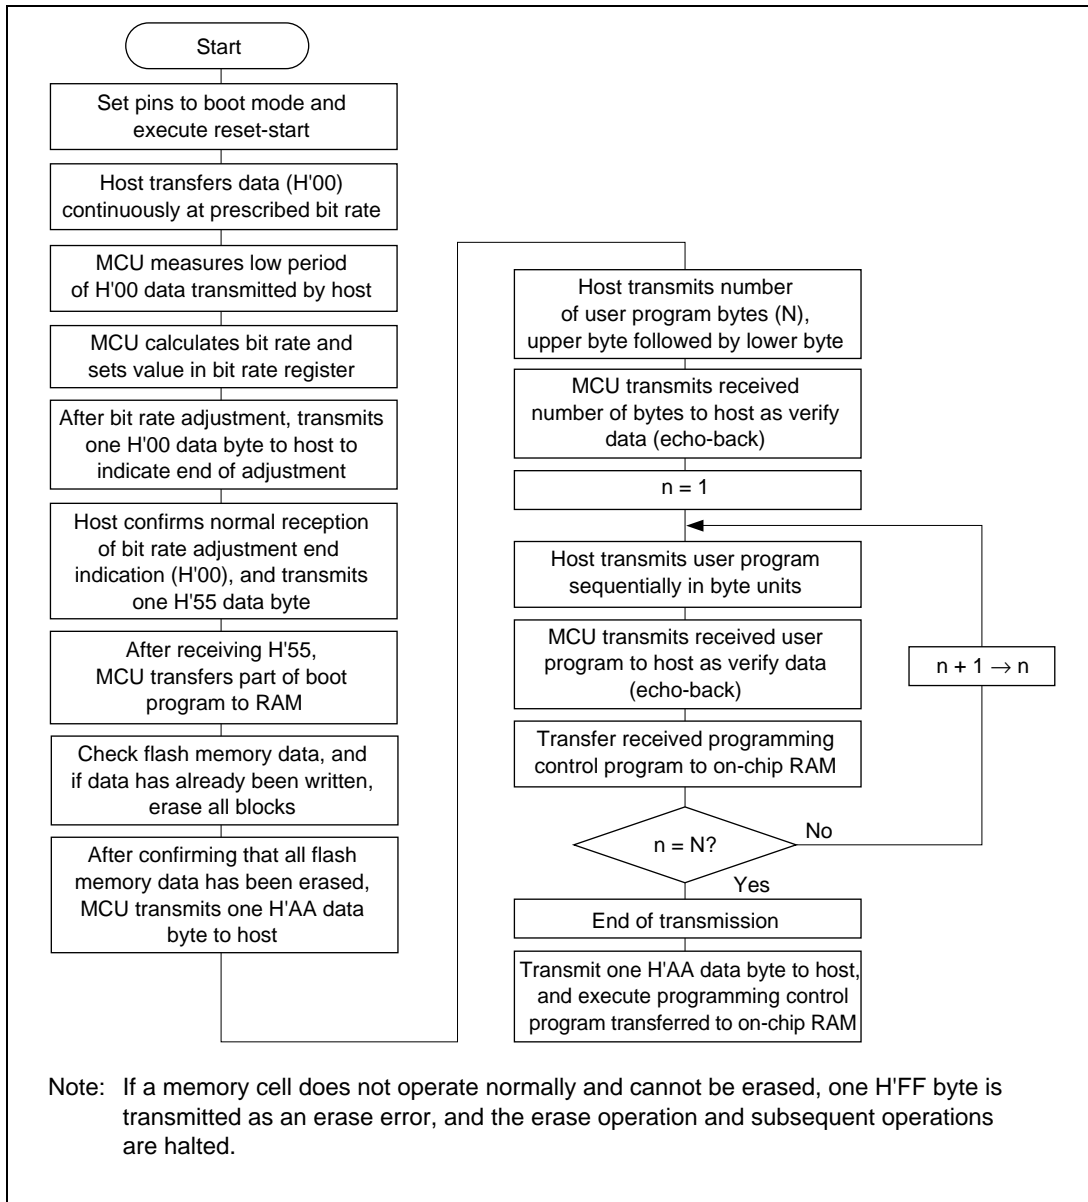 Start
Set pins to boot mode and
execute reset-start
Host transfers data (H'00)
continuously at prescribed bit rate
MCU measures low period
of H'00 data transmitted by host
MCU calculates bit rate and
sets value in bit rate register
After bit rate adjustment, transmits
one H'00 data byte to host to
indicate end of adjustment
Host confirms normal reception
of bit rate adjustment end
indication (H'00), and transmits
one H'55 data byte
After receiving H'55,
MCU transfers part of boot
program to RAM
Check flash memory data, and
if data has already been written,
erase all blocks
After confirming that all flash
memory data has been erased,
MCU transmits one H'AA data
byte to host
Host transmits number
of user program bytes (N),
upper byte followed by lower byte
MCU transmits received
number of bytes to host as verify
data (echo-back)
n = 1
Host transmits user program
sequentially in byte units
MCU transmits received user
program to host as verify data
(echo-back)
n + 1 → n
Transfer received programming
control program to on-chip RAM
n = N?
No
Yes
End of transmission
Transmit one H'AA data byte to host,
and execute programming control
program transferred to on-chip RAM
Note: If a memory cell does not operate normally and cannot be erased, one H'FF byte is
transmitted as an erase error, and the erase operation and subsequent operations
are halted.